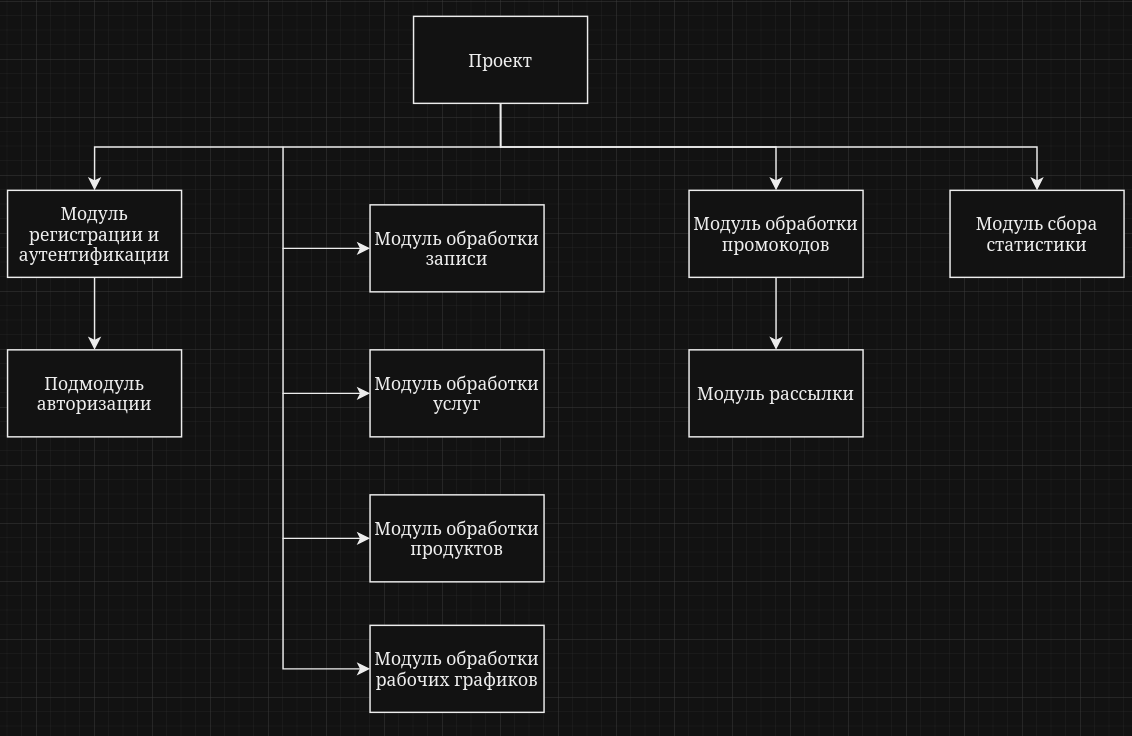 Проект
Модуль
регистрации и
аутентификации
Подмодуль
авторизации
Модуль обработки
записи
Модуль обработки
услуг
Модуль обработки
продуктов
Модуль обработки
рабочих графиков
Модуль обработки
промокодов
Модуль рассылки
Модуль сбора
статистики